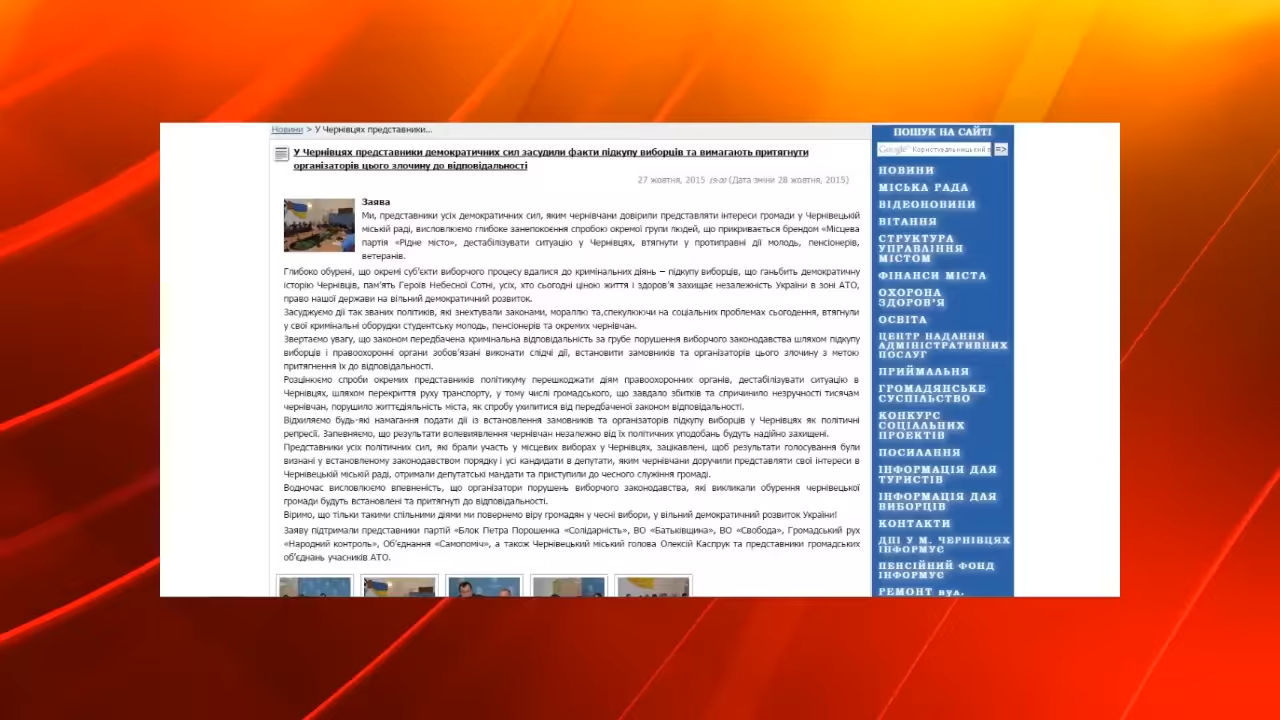 Новини > У Чернівцях представники...
У Чернівцях представники демократичних сил засудили факти підкупу виборців та вимагають притягнути
організаторів цього злочину до відповідальності
27 жовтня, 2015 19:00 (Дата зміни 28 жовтня, 2015)
Заява
Ми, представники усіх демократичних сил, яким чернівчани довірили представляти інтереси громади у Чернівецькій
міській раді, висловлюємо глибоке занепокоєння спробою окремої групи людей, що прикривається брендом «Місцева
партія «Рідне місто», дестабілізувати ситуацію у Чернівцях, втягнути у протиправні дії молодь, пенсіонерів,
ветеранів.
Глибоко обурені, що окремі суб'єкти виборчого процесу вдалися до кримінальних діянь – підкупу виборців, що ганьбить демократичну
історію Чернівців, пам'ять Героїв Небесної Сотні, усіх, хто сьогодні ціною життя і здоров'я захищає незалежність України в зоні АТО,
право нашої держави на вільний демократичний розвиток.
Засуджуємо дії так званих політиків, які знехтували законами, мораллю та,спекулюючи на соціальних проблемах сьогодення, втягнули
у свої кримінальні оборудки студентську молодь, пенсіонерів та окремих чернівчан.
Звертаємо увагу, що законом передбачена кримінальна відповідальність за грубе порушення виборчого законодавства шляхом підкупу
виборців і правоохоронні органи зобов'язані виконати слідчі дії, встановити замовників та організаторів цього злочину з метою
притягнення їх до відповідальності.
Розцінюємо спроби окремих представників політикуму перешкоджати діям правоохоронних органів, дестабілізувати ситуацію в
Чернівцях, шляхом перекриття руху транспорту, у тому числі громадського, що завдало збитків та спричинило незручності тисячам
чернівчан, порушило життєдіяльність міста, як спробу ухилитися від передбаченої законом відповідальності.
Відхиляємо будь-які намагання подати дії із встановлення замовників та організаторів підкупу виборців у Чернівцях як політичні
репресії. Запевняємо, що результати волевиявлення чернівчан незалежно від їх політичних уподобань будуть надійно захищені.
Представники усіх політичних сил, які брали участь у місцевих виборах у Чернівцях, зацікавлені, щоб результати голосування були
визнані у встановленому законодавством порядку і усі кандидати в депутати, яким чернівчани доручили представляти свої інтереси в
Чернівецькій міській раді, отримали депутатські мандати та приступили до чесного служіння громаді.
Водночас висловлюємо впевненість, що організатори порушень виборчого законодавства, які викликали обурення чернівецької
громади будуть встановлені та притягнуті до відповідальності.
Віримо, що тільки такими спільними діями ми повернемо віру громадян у чесні вибори, у вільний демократичний розвиток України!
Заяву підтримали представники партій «Блок Петра Порошенка «Солідарність», ВО «Батьківщина», ВО «Свобода», Громадський рух
«Народний контроль», Об'єднання «Самопоміч», а також Чернівецький міський голова Олексій Каспрук та представники громадських
об'єднань учасників АТО.
ПОШУК НА САЙТІ
Google Користувальницький =>
НОВИНИ
МІСЬКА РАДА
ВІДЕОНОВИНИ
ВІТАННЯ
СТРУКТУРА
УПРАВЛІННЯ
МІСТОМ
ФІНАНСИ МІСТА
ОХОРОНА
ЗДОРОВ'Я
ОСВІТА
ЦЕНТР НАДАННЯ
АДМІНІСТРАТИВНИХ
ПОСЛУГ
ПРИЙМАЛЬНЯ
ГРОМАДЯНСЬКЕ
СУСПІЛЬСТВО
КОНКУРС
СОЦІАЛЬНИХ
ПРОЕКТІВ
ПОСИЛАННЯ
ІНФОРМАЦІЯ ДЛЯ
ТУРИСТІВ
ІНФОРМАЦІЯ ДЛЯ
ВИБОРЦІВ
КОНТАКТИ
ДПІ У М. ЧЕРНІВЦЯХ
ІНФОРМУЄ
ПЕНСІЙНИЙ ФОНД
ІНФОРМУЄ
РЕМОНТ вул.